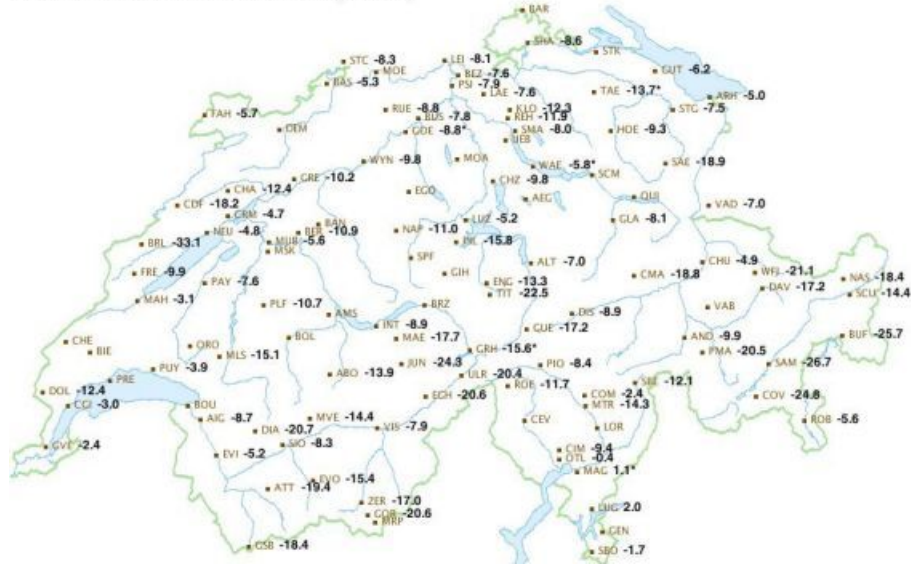 BAR
SHA -8.6
STK
STC -8.3
LEI -8.1
MOE
BEZ -7.6
GUT -6.2
BAS -5.3
PSI -7.9
LAE -7.6
TAE -13.7*
ARH -5.0
FAH -5.7
RUE -8.8
KLO -12.3
STG -7.5
BUS -7.8
REH -11.9
GOE -8.8*
SMA -8.0
HOE -9.3
UEB
WYN -9.8
MOA
WAE -5.8*
SAE -18.9
SCM
GRE -10.2
CHZ -9.8
CHA -12.4
EGO
AEG
QUI
CDF -18.2
VAD -7.0
CRM -4.7
LUZ -5.2
GLA -8.1
BAN
NEU -4.8
BER -10.9
NAP -11.0
MUB -5.6
PIL -15.8
BRL -33.1
MSK
SPF
ALT -7.0
CHU -4.9
FRE -9.9
GIH
CMA -18.8
WFJ -21.1
NAS -18.4
PAY -7.6
ENG -13.3
DAV -17.2
TIT -22.5
SCU -14.4
MAH -3.1
PLF -10.7
BRZ
VAB
AMS
DIS -8.9
INT -8.9
GUE -17.2
CHE
BOL
MAE -17.7
AND -9.9
BUF -25.7
BIE
ORO
MLS -15.1
GRH -15.6*
PMA -20.5
PUY -3.9
JUN -24.3
PIO -8.4
SAM -26.7
ABO -13.9
ULR -20.4
PRE
ROE -11.7
SBE -12.1
DOL -12.4
EGH -20.6
COM -2.4
COV -24.8
CGI -3.0
BOU
MTR -14.3
AIG -8.7
MVE -14.4
CEV
LOR
ROB -5.6
DIA -20.7
VIS -7.9
GVE -2.4
SIO -8.3
EVI -5.2
CIM -9.4
OTL -0.4
MAG 1.1*
EVO -15.4
ATT -19.4
ZER -17.0
LUG 2.0
GOR -20.6
MRP
GEN
GSB -18.4
SBO -1.7